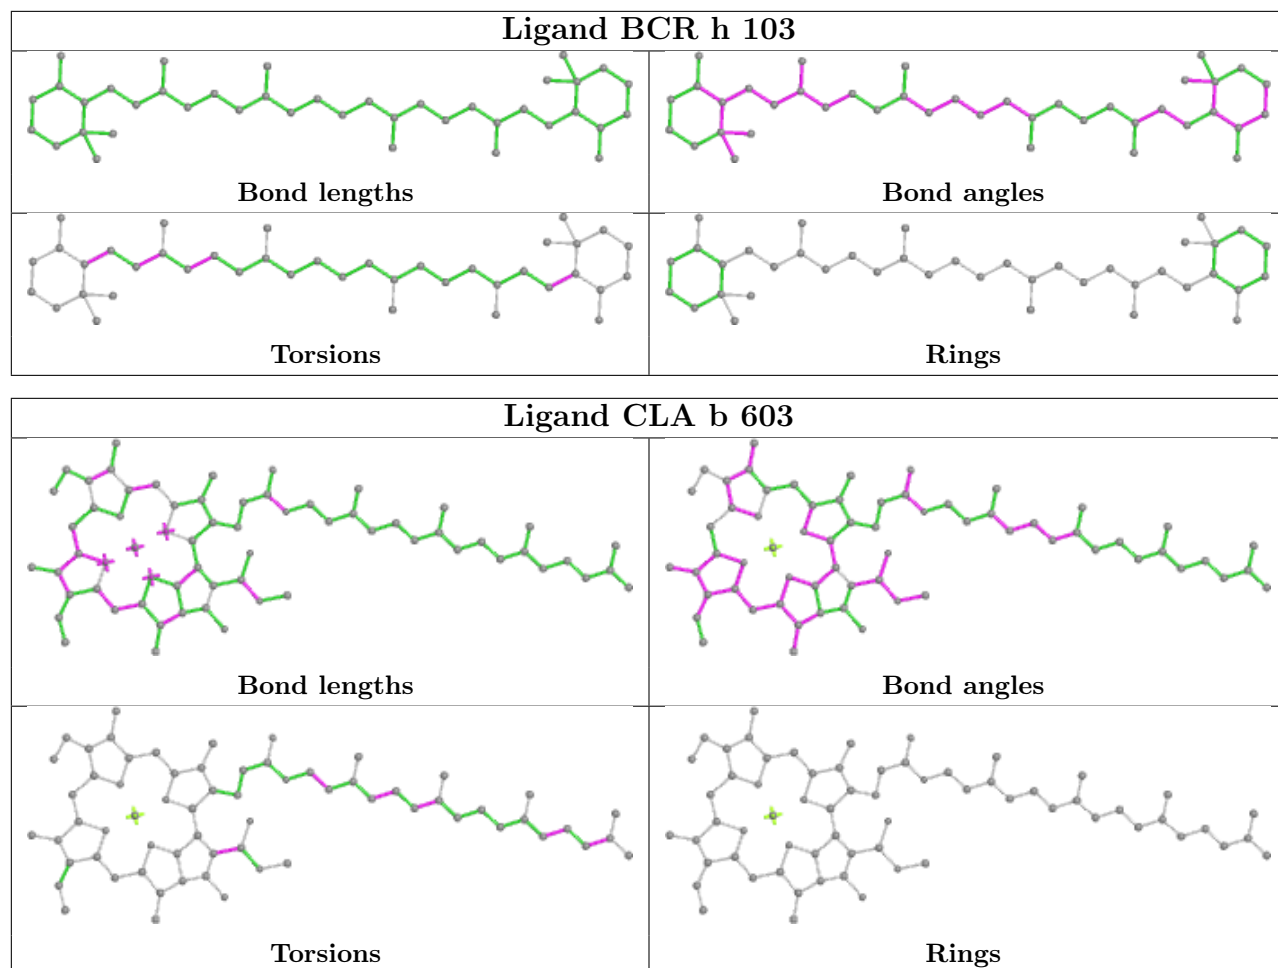 Ligand BCR h 103
Bond lengths
Bond angles
Torsions
Rings
Ligand CLA b 603
Bond lengths
Bond angles
Torsions
Rings